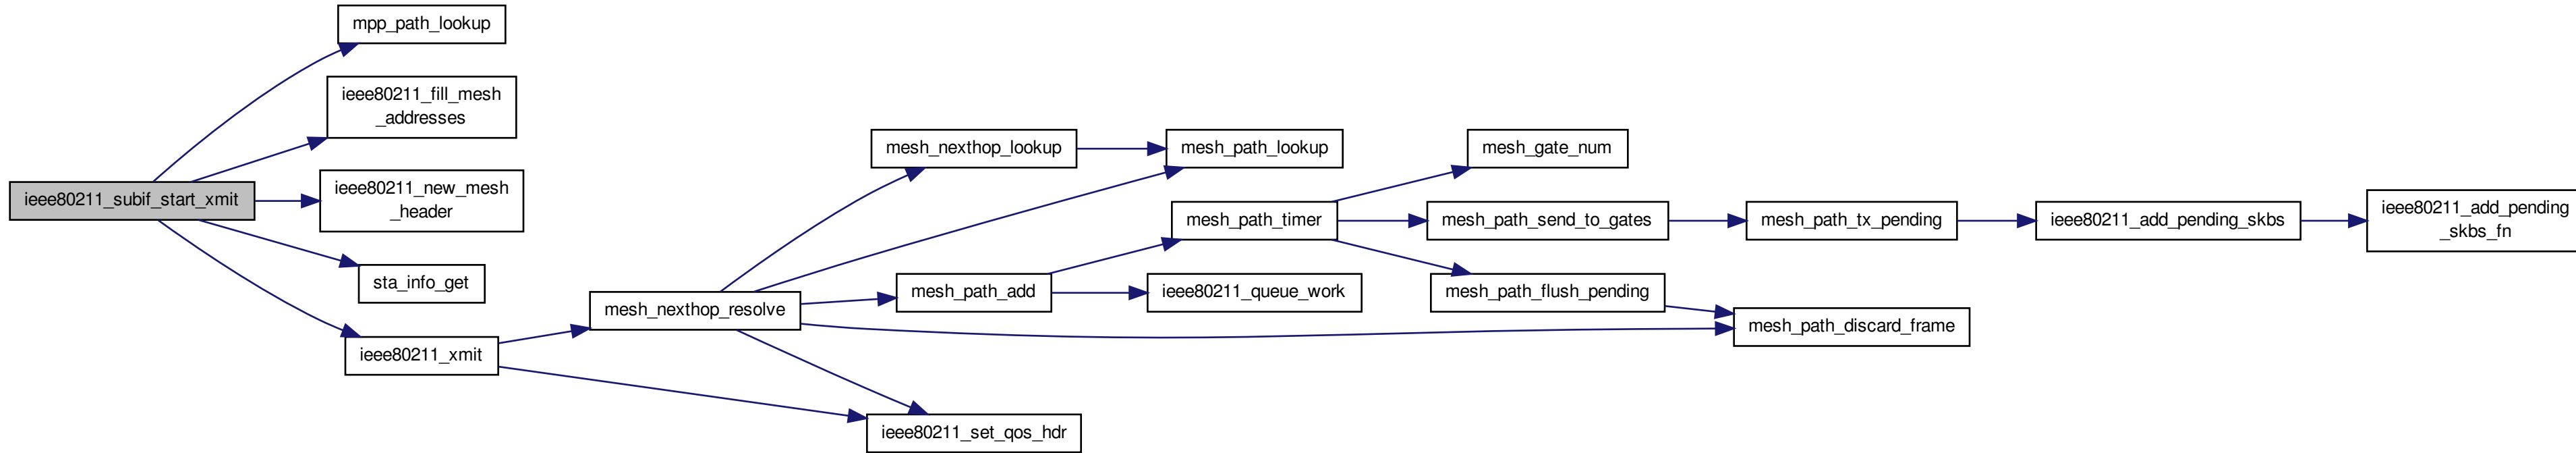 mpp_path_lookup
ieee80211_fill_mesh
_addresses
ieee80211_subif_start_xmit
ieee80211_new_mesh
_header
sta_info_get
ieee80211_xmit
mesh_nexthop_resolve
mesh_nexthop_lookup
mesh_path_lookup
mesh_path_add
mesh_path_timer
ieee80211_queue_work
ieee80211_set_qos_hdr
mesh_gate_num
mesh_path_send_to_gates
mesh_path_flush_pending
mesh_path_tx_pending
mesh_path_discard_frame
ieee80211_add_pending_skbs
ieee80211_add_pending
_skbs_fn